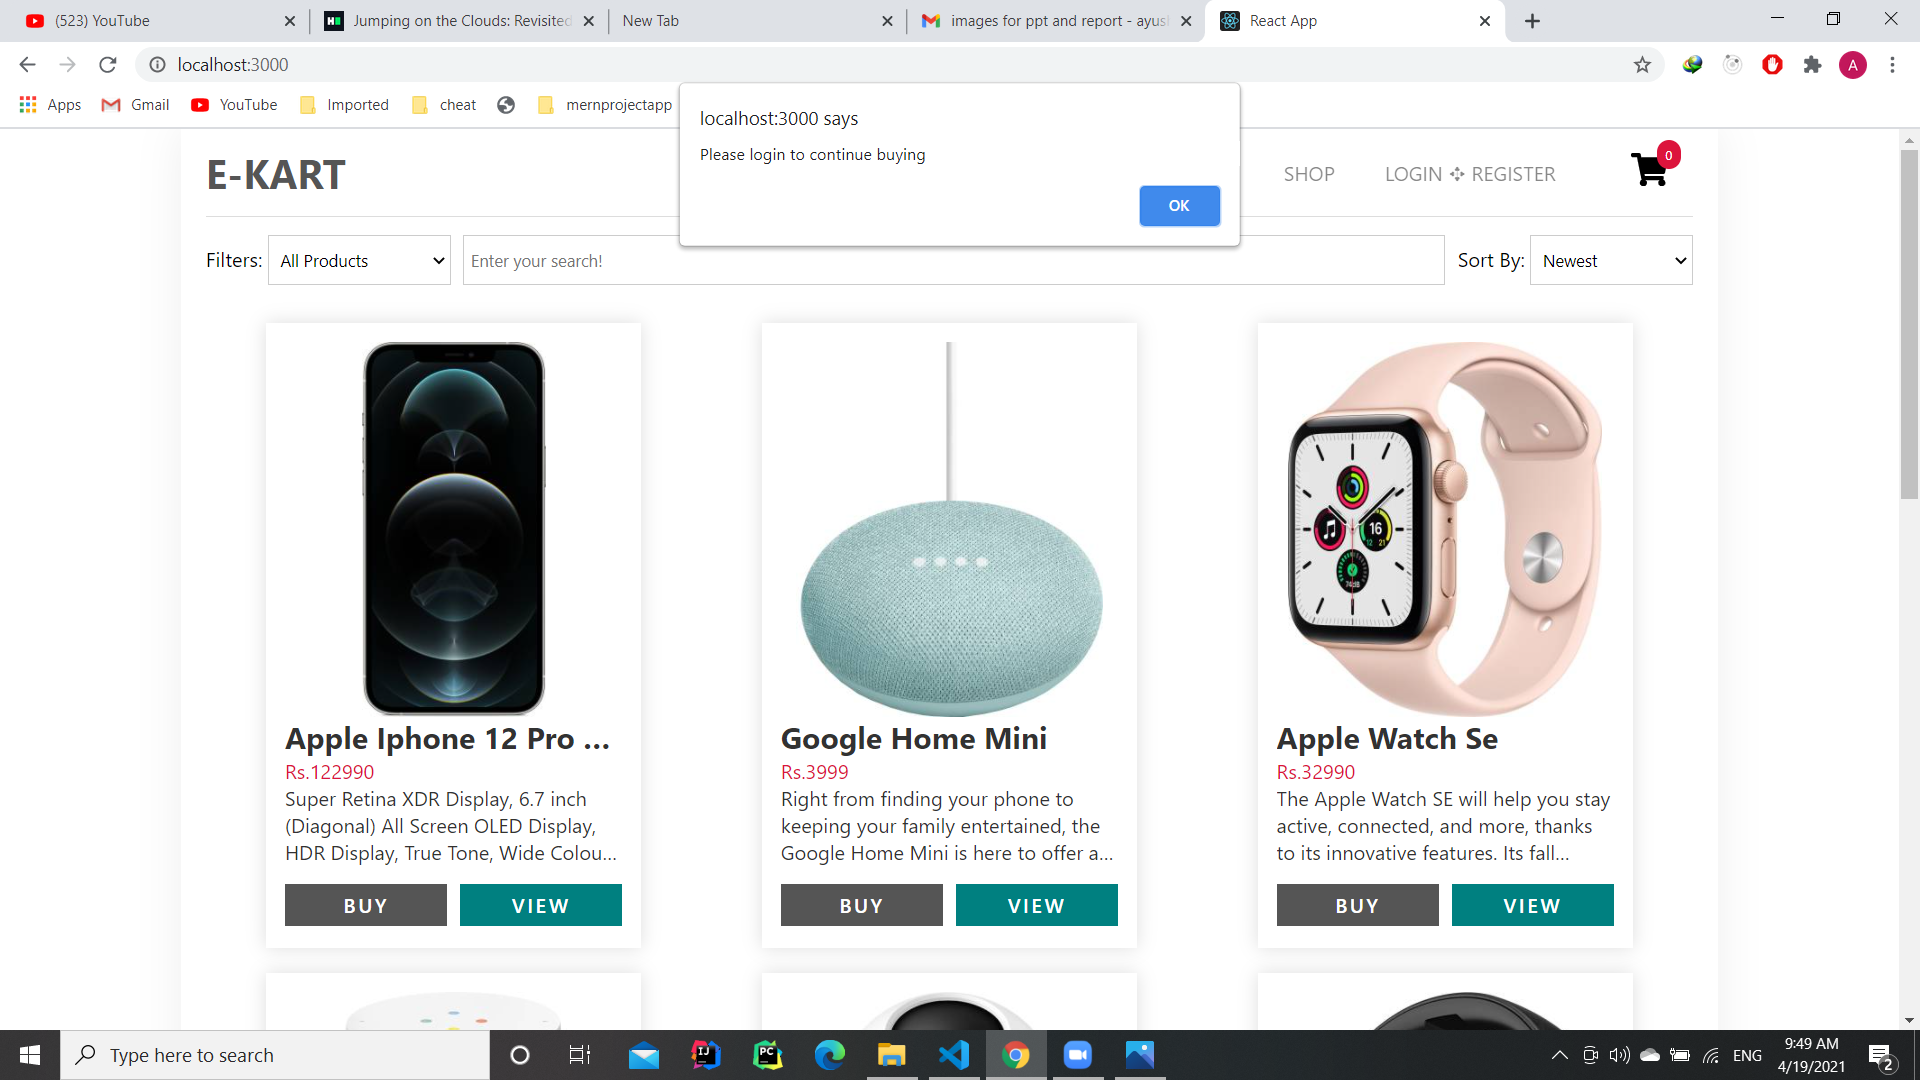 (523) YouTube
Jumping on the Clouds: Revisited
New Tab
images for ppt and report - ayus
React App
localhost:3000
A
Apps
Gmail
YouTube
Imported
cheat
mernprojectapp
localhost:3000 says
Please login to continue buying
OK
E-KART
SHOP
LOGIN REGISTER
0
Filters:
All Products
Enter your search!
Sort By:
Newest
16
12 21
Apple Iphone 12 Pro ...
Rs.122990
Super Retina XDR Display, 6.7 inch
(Diagonal) All Screen OLED Display,
HDR Display, True Tone, Wide Colou...
BUY
VIEW
Google Home Mini
Rs.3999
Right from finding your phone to
keeping your family entertained, the
Google Home Mini is here to offer a...
BUY
VIEW
Apple Watch Se
Rs.32990
The Apple Watch SE will help you stay
active, connected, and more, thanks
to its innovative features. Its fall...
BUY
VIEW
Type here to search
IJ
PC
ENG
9:49 AM
4/19/2021
2